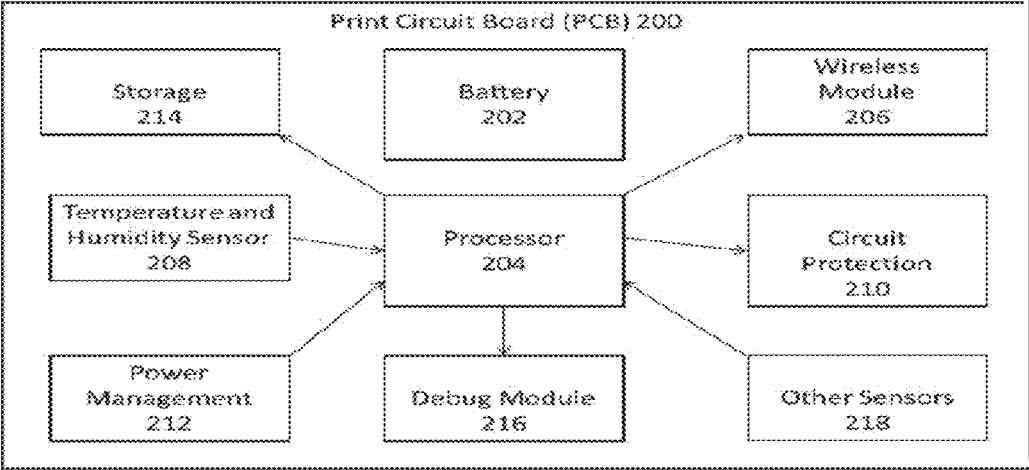 Print Circuit Board (PCB) 200
Storage
214
Battery
202
Wireless
Module
206
Temperature and
Humidity Sensor
208
Processor
204
Circuit
Protection
210
Power
Management
212
Debug Module
216
Other Sensors
218